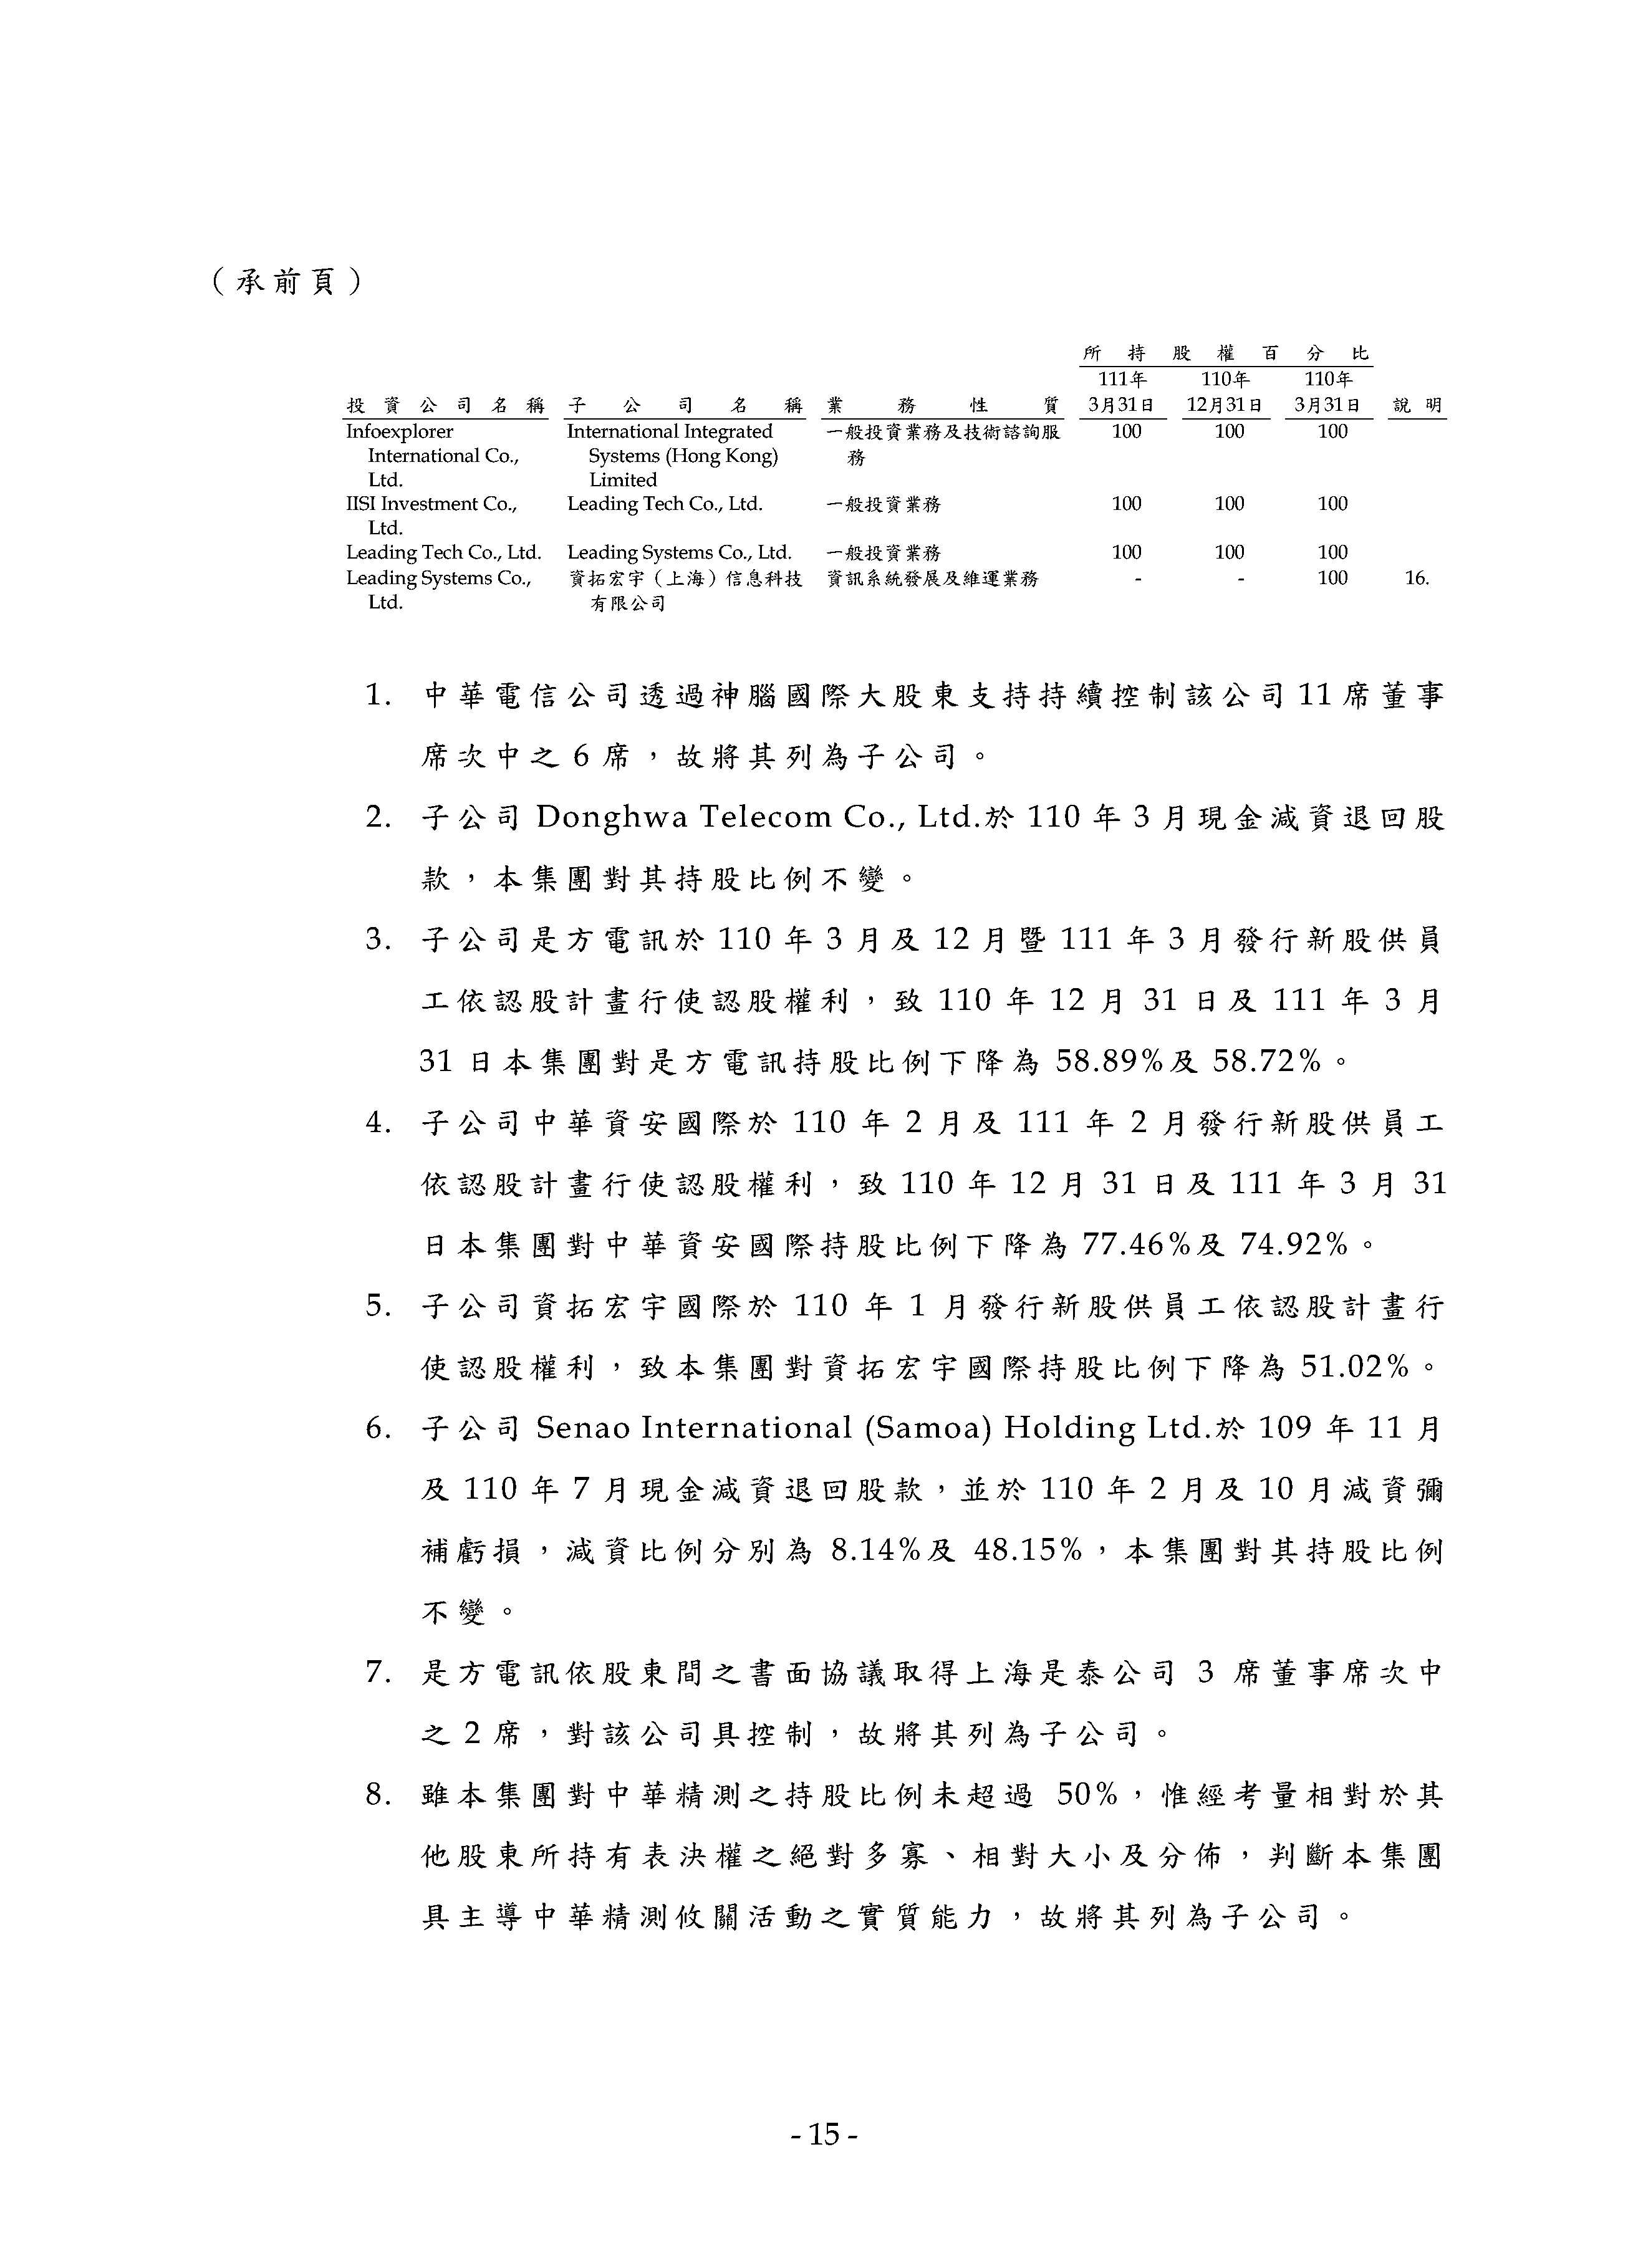 （承前頁）
所持股權百分比
111年 110年 110年
投資公司名稱 子公司名稱 業務性質 3月31日 12月31日 3月31日 說明
Infoexplorer International Integrated 一般投資業務及技術諮詢服 100 100 100
International Co., Systems (Hong Kong) 務
Ltd. Limited
IISI Investment Co., Leading Tech Co., Ltd. 一般投資業務 100 100 100
Ltd.
Leading Tech Co., Ltd. Leading Systems Co., Ltd. 一般投資業務 100 100 100
Leading Systems Co., 資拓宏宇（上海）信息科技 資訊系統發展及維運業務 - - 100 16.
Ltd. 有限公司
1. 中華電信公司透過神腦國際大股東支持持續控制該公司 11 席董事
席次中之 6 席，故將其列為子公司。
2. 子公司 Donghwa Telecom Co., Ltd.於 110 年 3 月現金減資退回股
款，本集團對其持股比例不變。
3. 子公司是方電訊於 110 年 3 月及 12 月暨 111 年 3 月發行新股供員
工依認股計畫行使認股權利，致 110 年 12 月 31 日及 111 年 3 月
31 日本集團對是方電訊持股比例下降為 58.89%及 58.72%。
4. 子公司中華資安國際於 110 年 2 月及 111 年 2 月發行新股供員工
依認股計畫行使認股權利，致 110 年 12 月 31 日及 111 年 3 月 31
日本集團對中華資安國際持股比例下降為 77.46%及 74.92%。
5. 子公司資拓宏宇國際於 110 年 1 月發行新股供員工依認股計畫行
使認股權利，致本集團對資拓宏宇國際持股比例下降為 51.02%。
6. 子公司 Senao International (Samoa) Holding Ltd.於 109 年 11 月
及 110 年 7 月現金減資退回股款，並於 110 年 2 月及 10 月減資彌
補虧損，減資比例分別為 8.14%及 48.15%，本集團對其持股比例
不變。
7. 是方電訊依股東間之書面協議取得上海是泰公司 3 席董事席次中
之 2 席，對該公司具控制，故將其列為子公司。
8. 雖本集團對中華精測之持股比例未超過 50%，惟經考量相對於其
他股東所持有表決權之絕對多寡、相對大小及分佈，判斷本集團
具主導中華精測攸關活動之實質能力，故將其列為子公司。
- 15 -